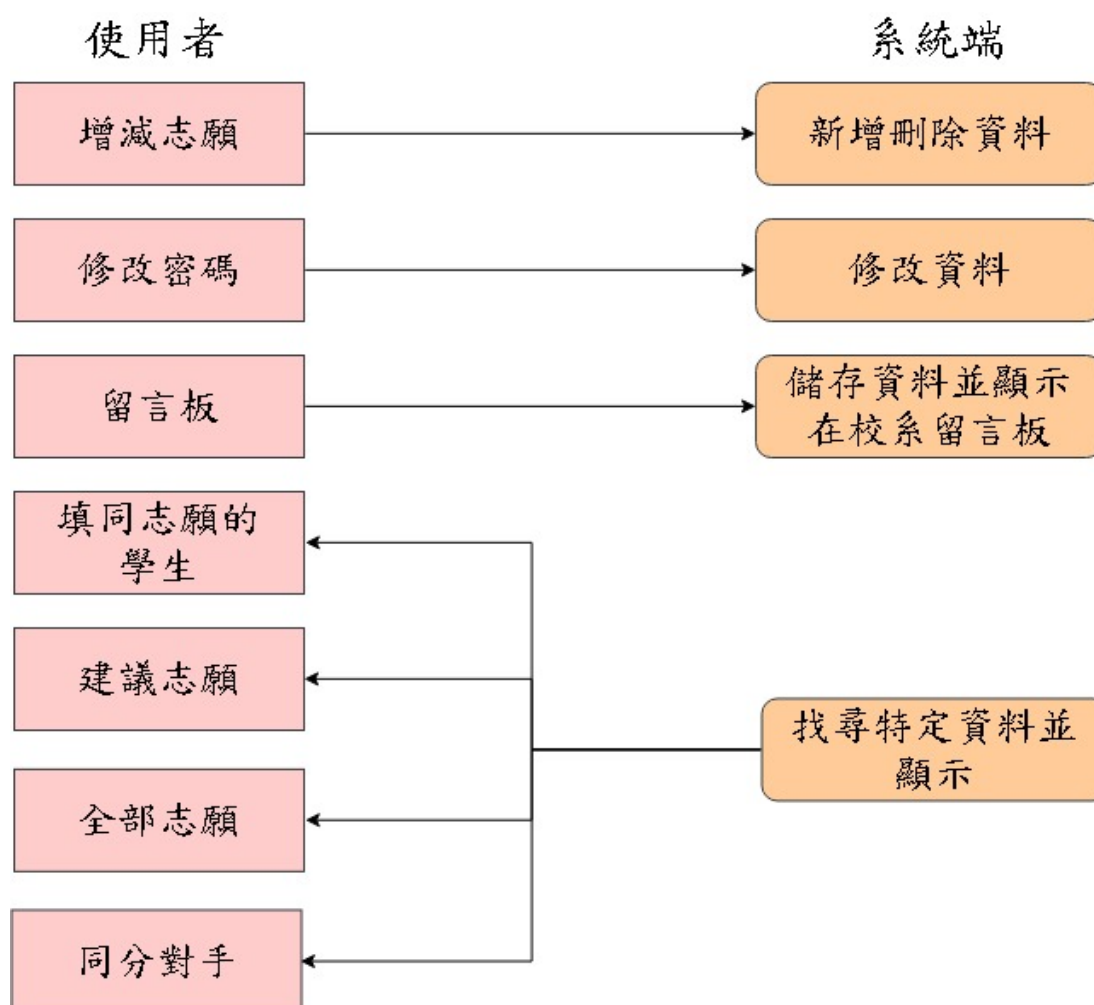 使用者
系統端
增減志願
新增刪除資料
修改密碼
修改資料
留言板
儲存資料並顯示
在校系留言板
填同志願的
學生
建議志願
找尋特定資料並
顯示
全部志願
同分對手